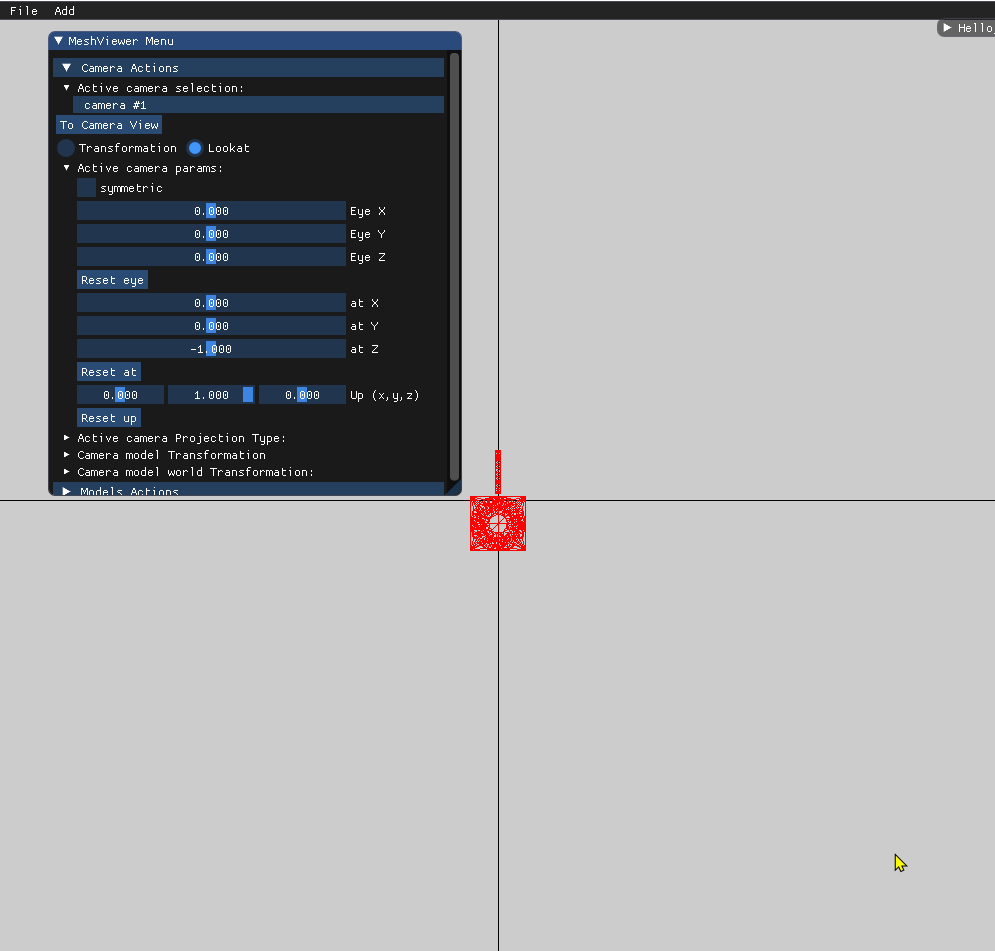 File Add
Hello
MeshViewer Menu
Camera Actions
Active camera selection:
camera #1
To Camera View
Transformation Lookat
Active camera params:
symmetric
0.000 Eye X
0.000 Eye Y
0.000 Eye Z
Reset eye
0.000 at X
0.000 at Y
-1.000 at Z
Reset at
0.000 1.000 0.000 Up (x,y,z)
Reset up
Active camera Projection Type:
Camera model Transformation
Camera model world Transformation:
Models Actions